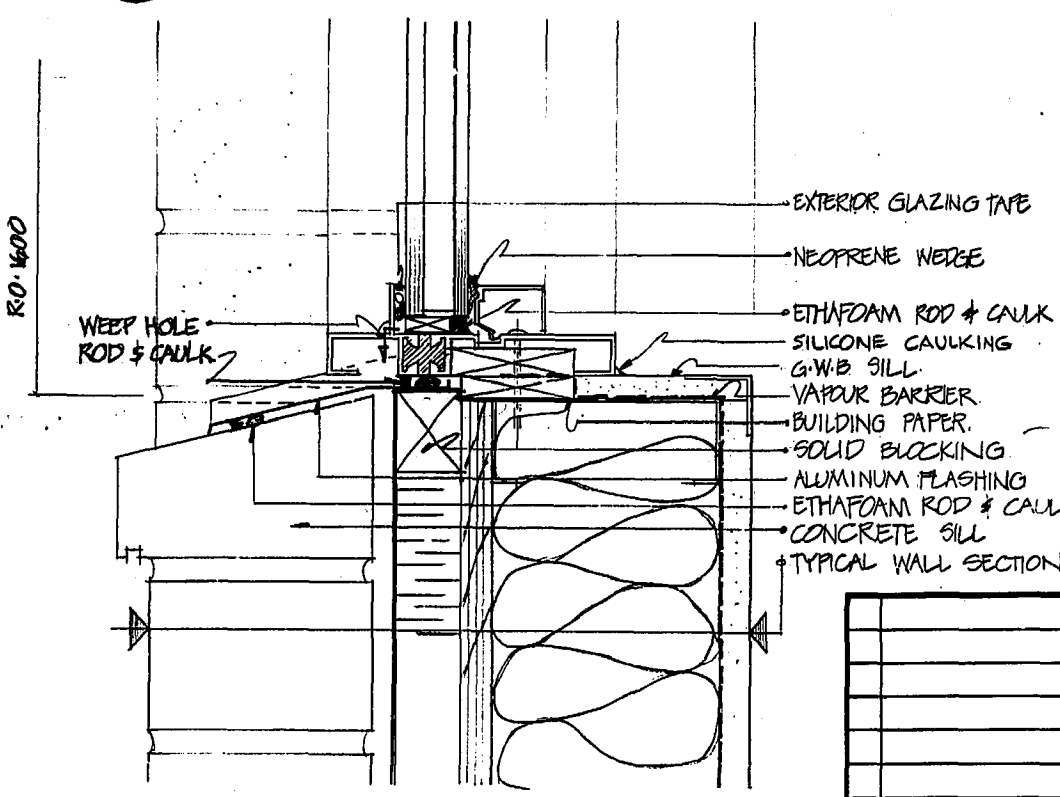 EXTERIOR GLAZING TAPE
NEOPRENE WEDGE
ETHAFOAM ROD & CAULK
SILICONE CAULKING
G.W.B SILL.
VAPOUR BARRIER
BUILDING PAPER.
SOLID BLOCKING
ALUMINUM FLASHING
ETHAFOAM ROD & CAUL
CONCRETE SILL
TYPICAL WALL SECTION
WEEP HOLE
ROD & CAULK
R.O. 1600